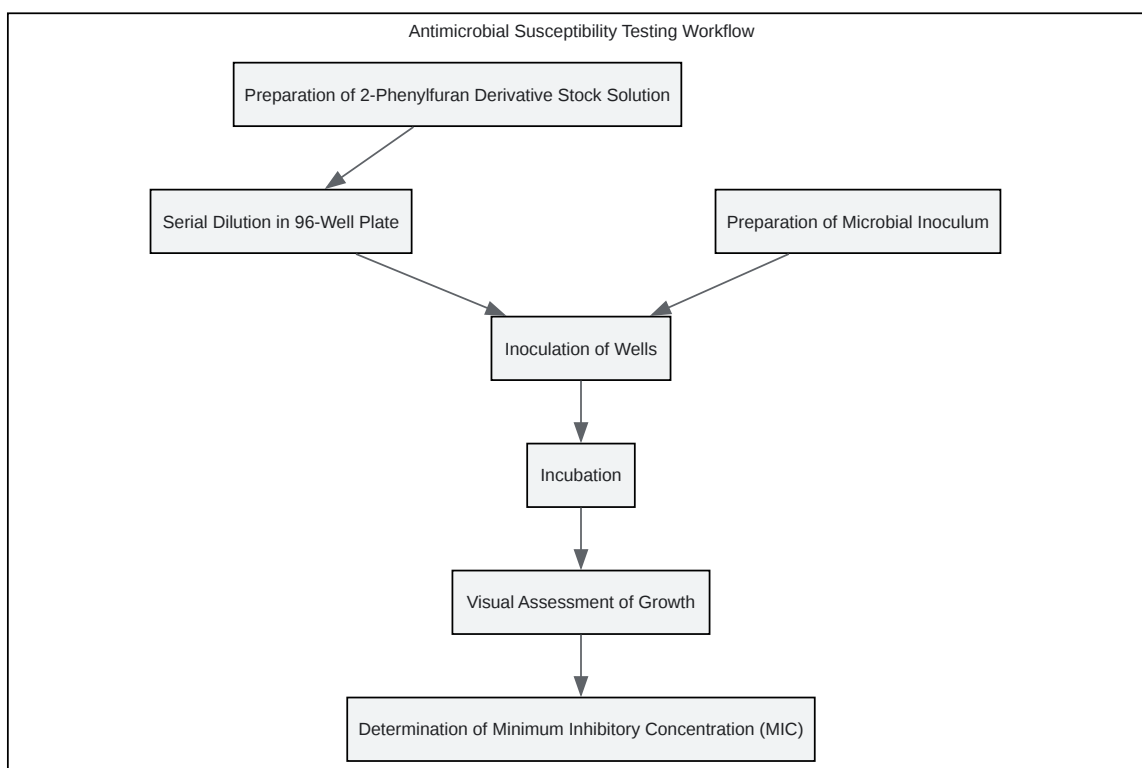 Antimicrobial Susceptibility Testing Workflow
Preparation of 2-Phenylfuran Derivative Stock Solution
Serial Dilution in 96-Well Plate
Preparation of Microbial Inoculum
Inoculation of Wells
Incubation
Visual Assessment of Growth
Determination of Minimum Inhibitory Concentration (MIC)